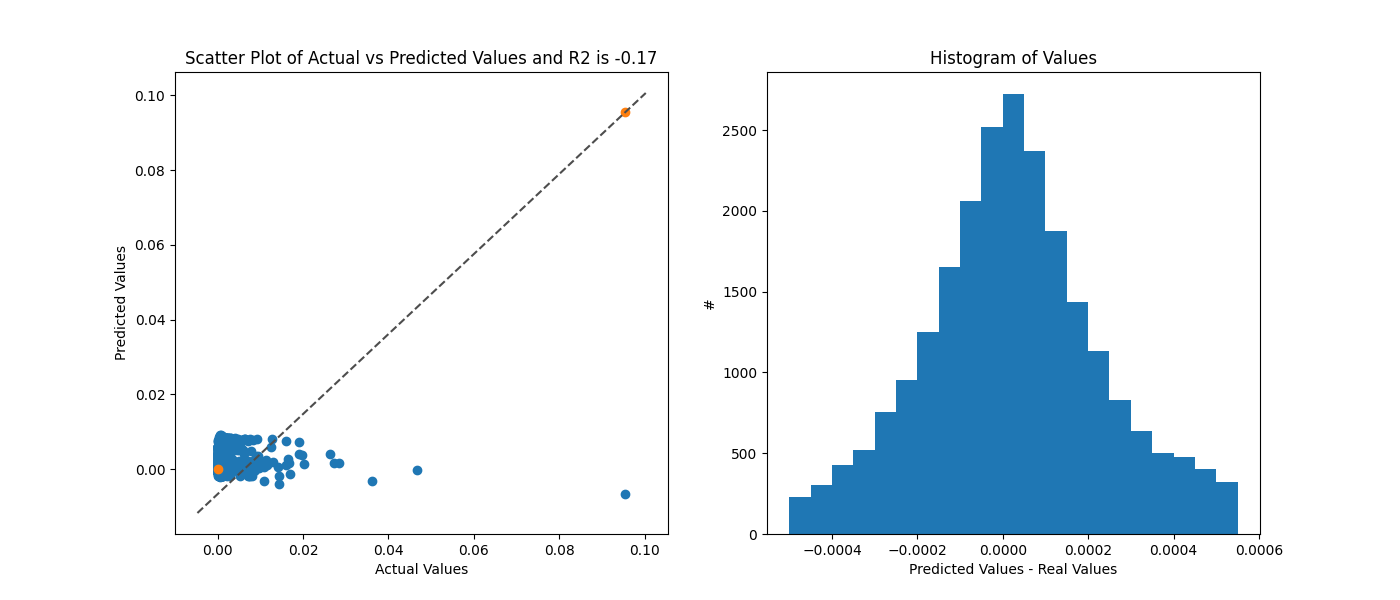 Scatter Plot of Actual vs Predicted Values and R2 is -0.17
Predicted Values
0.10
0.08
0.06
0.04
0.02
0.00
0.00 0.02 0.04 0.06 0.08 0.10
Actual Values
Histogram of Values
#
2500
2000
1500
1000
500
0
−0.0004 −0.0002 0.0000 0.0002 0.0004 0.0006
Predicted Values - Real Values